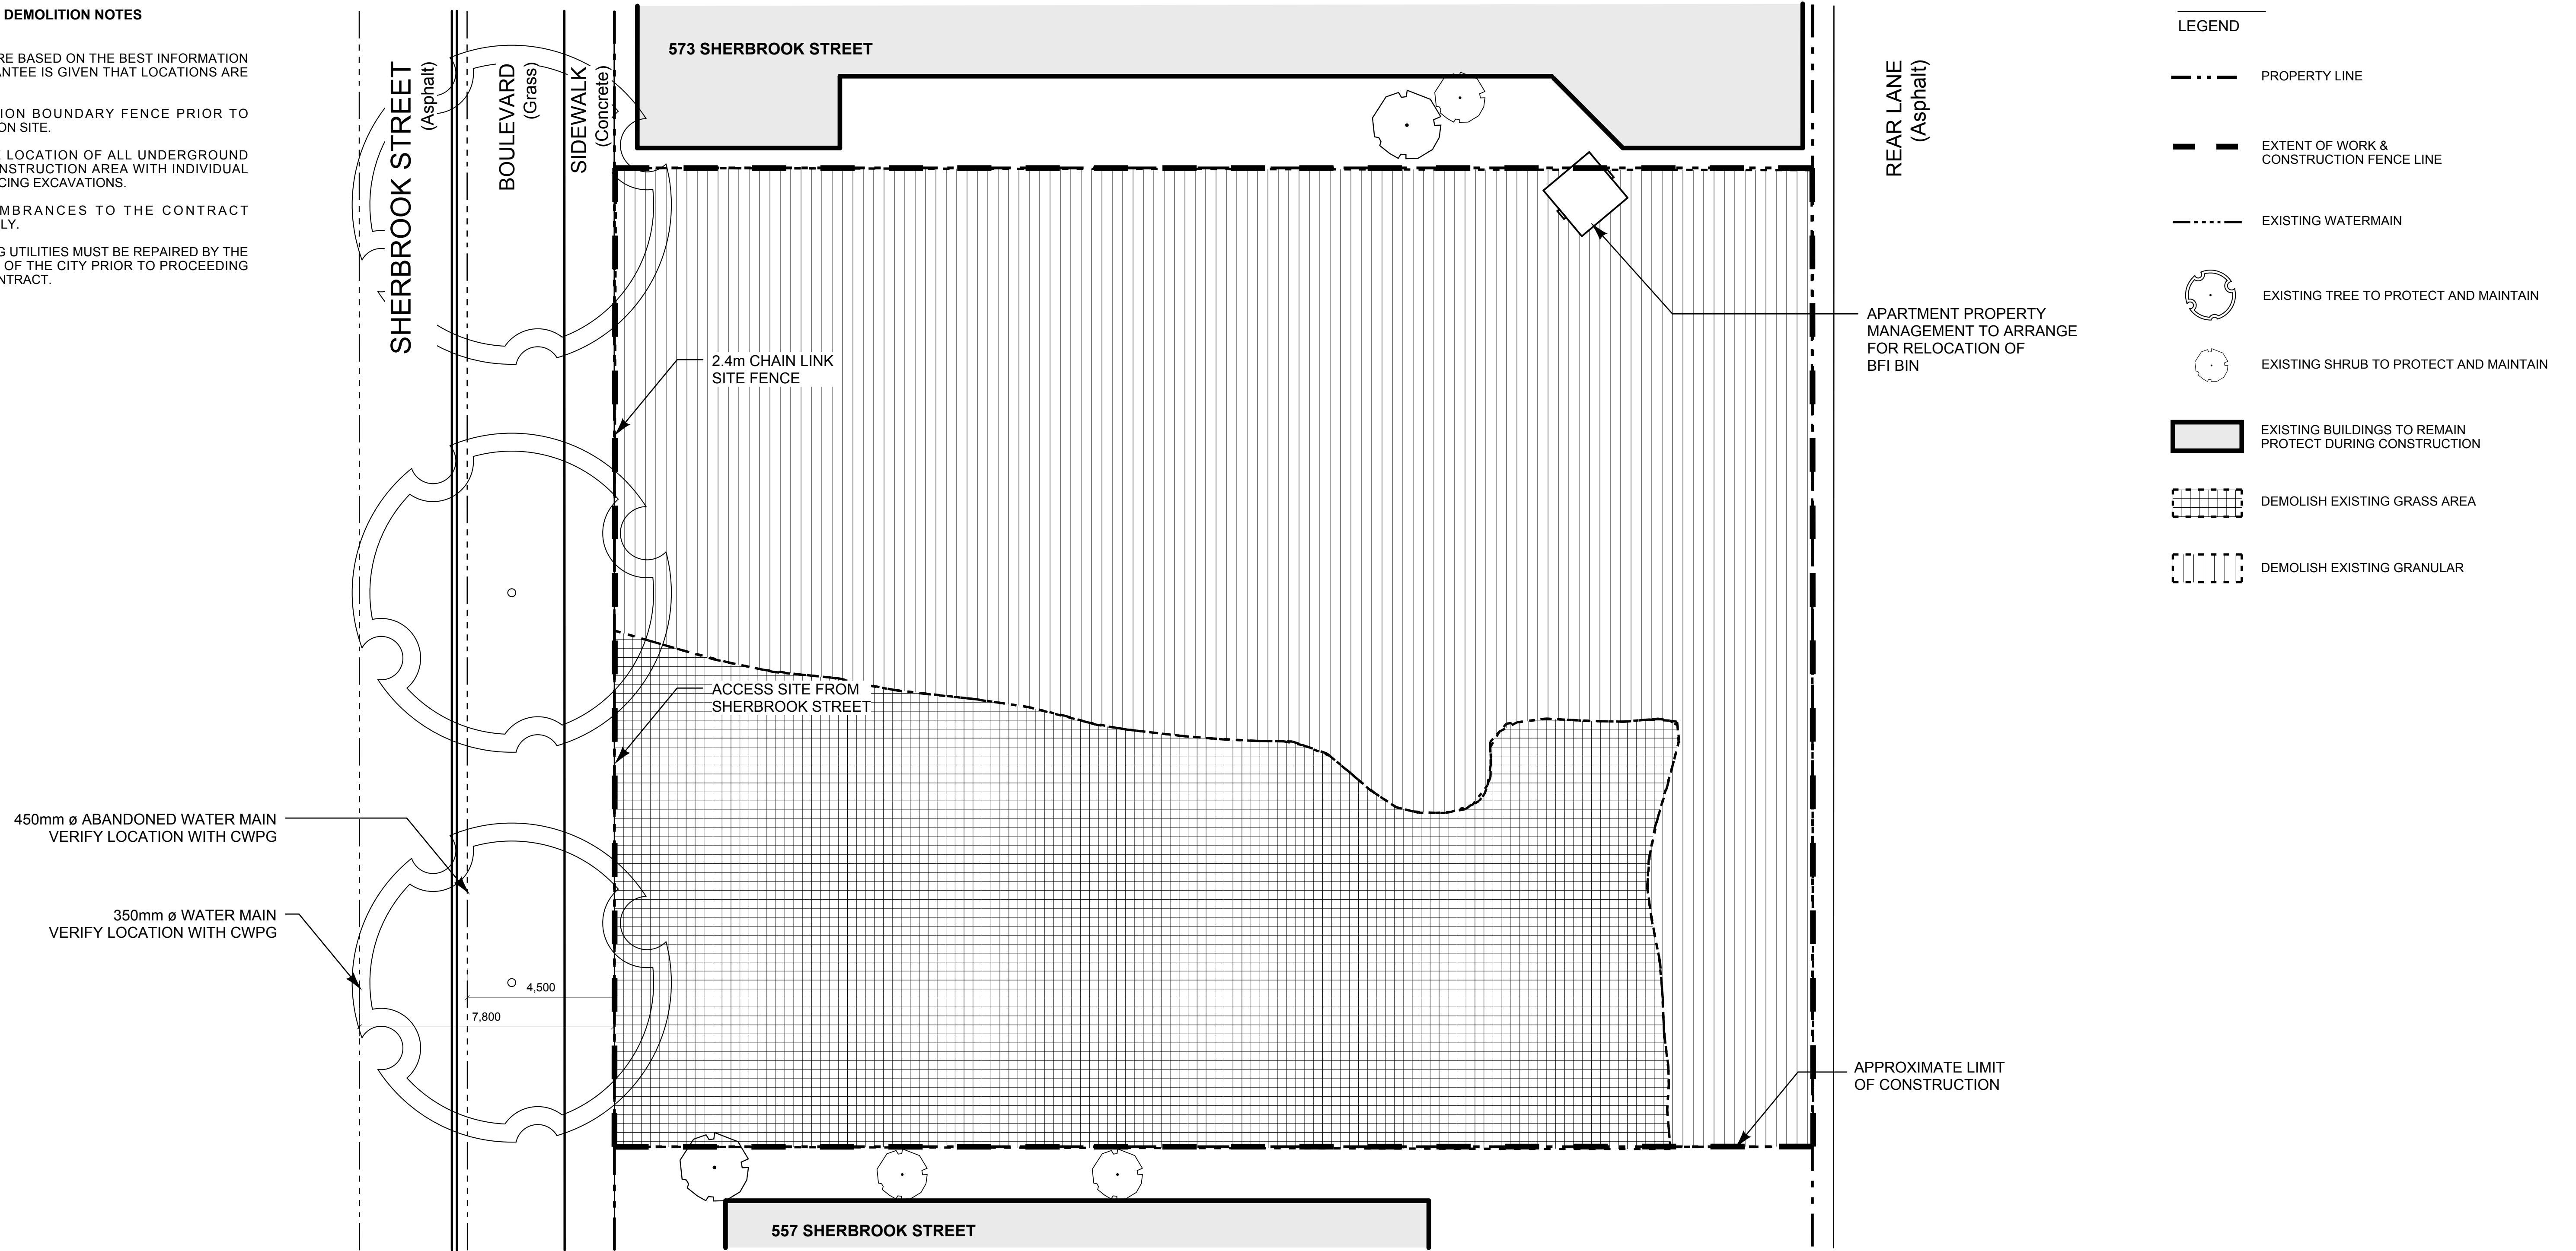 DEMOLITION NOTES
RE BASED ON THE BEST INFORMATION
ANTEE IS GIVEN THAT LOCATIONS ARE
ION BOUNDARY FENCE PRIOR TO
ON SITE.
LOCATION OF ALL UNDERGROUND
NSTRUCTION AREA WITH INDIVIDUAL
CING EXCAVATIONS.
MBRANCES TO THE CONTRACT
LY.
G UTILITIES MUST BE REPAIRED BY THE
OF THE CITY PRIOR TO PROCEEDING
NTRACT.
SHERBROOK STREET
(Asphalt)
BOULEVARD
(Grass)
SIDEWALK
(Concrete)
573 SHERBROOK STREET
REAR LANE
(Asphalt)
2.4m CHAIN LINK
SITE FENCE
APARTMENT PROPERTY
MANAGEMENT TO ARRANGE
FOR RELOCATION OF
BFI BIN
ACCESS SITE FROM
SHERBROOK STREET
450mm ø ABANDONED WATER MAIN
VERIFY LOCATION WITH CWPG
350mm ø WATER MAIN
VERIFY LOCATION WITH CWPG
4,500
7,800
APPROXIMATE LIMIT
OF CONSTRUCTION
557 SHERBROOK STREET
LEGEND
PROPERTY LINE
EXTENT OF WORK &
CONSTRUCTION FENCE LINE
EXISTING WATERMAIN
EXISTING TREE TO PROTECT AND MAINTAIN
EXISTING SHRUB TO PROTECT AND MAINTAIN
EXISTING BUILDINGS TO REMAIN
PROTECT DURING CONSTRUCTION
DEMOLISH EXISTING GRASS AREA
DEMOLISH EXISTING GRANULAR